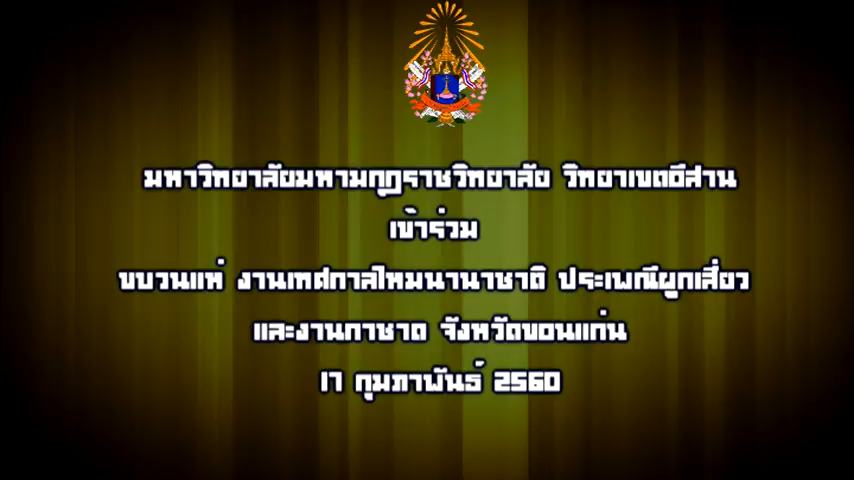 มหาวิทยาลัยมหามกุฏราชวิทยาลัย วิทยาเขตอีสาน
เข้าร่วม
ขบวนแห่ งานเทศกาลไหมนานาชาติ ประเพณีผูกเสี่ยว
และงานกาชาด จังหวัดขอนแก่น
17 กุมภาพันธ์ 2560